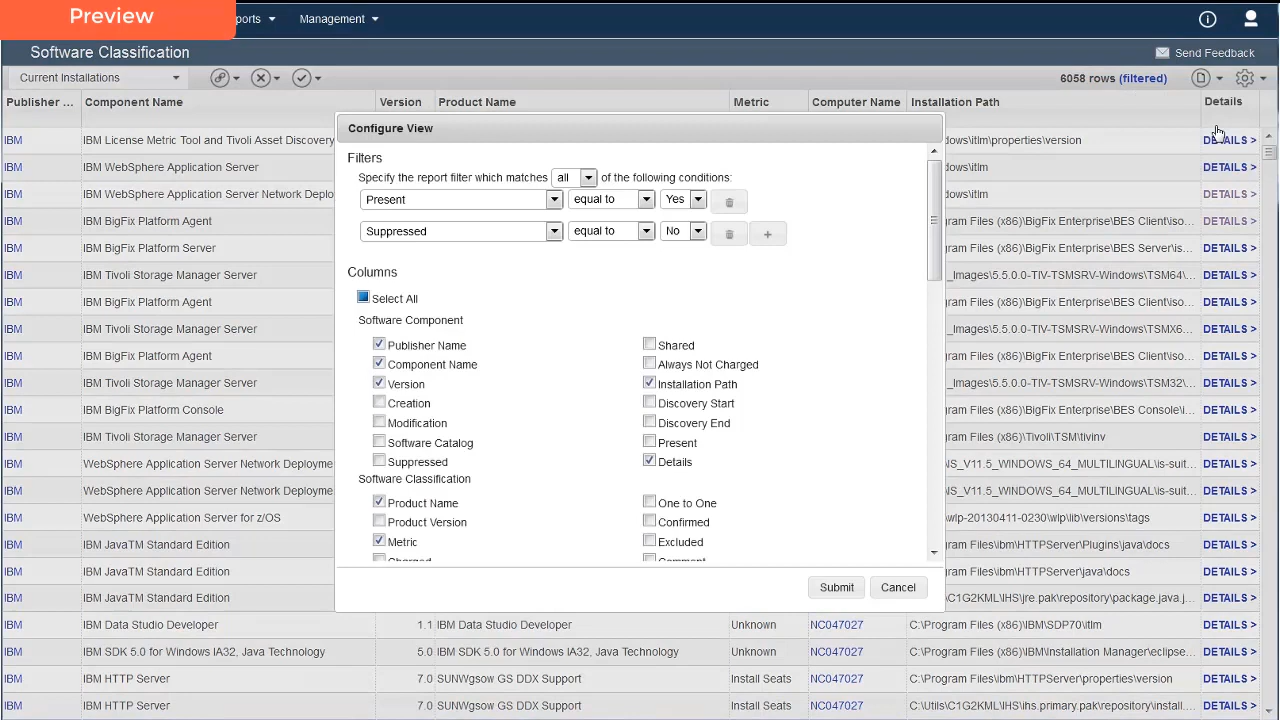 Preview
ports Management
Software Classification Send Feedback
Current Installations 6058 rows (filtered)
Publisher ... Component Name Version Product Name Metric Computer Name Installation Path Details
Configure View
Filters
Specify the report filter which matches all of the following conditions:
Present equal to Yes
Suppressed equal to No
Columns
Select All
Software Component
Publisher Name Shared
Component Name Always Not Charged
Version Installation Path
Creation Discovery Start
Modification Discovery End
Software Catalog Present
Suppressed Details
Software Classification
Product Name One to One
Product Version Confirmed
Metric Excluded
Charged Comment
Submit Cancel
IBM IBM License Metric Tool and Tivoli Asset Discovery dows\itlm\properties\version DETAILS >
IBM IBM WebSphere Application Server dows\itlm DETAILS >
IBM IBM WebSphere Application Server Network Deplo dows\itlm DETAILS >
IBM IBM BigFix Platform Agent gram Files (x86)\BigFix Enterprise\BES Client\iso... DETAILS >
IBM IBM BigFix Platform Server gram Files (x86)\BigFix Enterprise\BES Server\is... DETAILS >
IBM IBM Tivoli Storage Manager Server _Images\5.5.0.0-TIV-TSMSRV-Windows\TSM64\... DETAILS >
IBM IBM BigFix Platform Agent gram Files (x86)\BigFix Enterprise\BES Client\iso... DETAILS >
IBM IBM Tivoli Storage Manager Server _Images\5.5.0.0-TIV-TSMSRV-Windows\TSMX6... DETAILS >
IBM IBM BigFix Platform Agent gram Files (x86)\BigFix Enterprise\BES Client\iso... DETAILS >
IBM IBM Tivoli Storage Manager Server _Images\5.5.0.0-TIV-TSMSRV-Windows\TSM32\... DETAILS >
IBM IBM BigFix Platform Console gram Files (x86)\BigFix Enterprise\BES Console\i... DETAILS >
IBM IBM Tivoli Storage Manager Server gram Files\Tivoli\TSM\tivinv DETAILS >
IBM WebSphere Application Server Network Deployme NS_V11.5_WINDOWS_64_MULTILINGUAL\is-suit... DETAILS >
IBM WebSphere Application Server Network Deployme NS_V11.5_WINDOWS_64_MULTILINGUAL\is-suit... DETAILS >
IBM WebSphere Application Server for z/OS \wlp-20130411-0230\wlp\lib\versions\tags DETAILS >
IBM IBM JavaTM Standard Edition gram Files\ibm\HTTPServer\Plugins\java\docs DETAILS >
IBM IBM JavaTM Standard Edition gram Files\ibm\HTTPServer\java\docs DETAILS >
IBM IBM JavaTM Standard Edition \C1G2KML\IHS\jre.pak\repository\package.java.j... DETAILS >
IBM IBM Data Studio Developer 1.1 IBM Data Studio Developer Unknown NC047027 C:\Program Files (x86)\IBM\SDP70\itlm DETAILS >
IBM IBM SDK 5.0 for Windows IA32, Java Technology 5.0 IBM SDK 5.0 for Windows IA32, Java Technology Unknown NC047027 C:\Program Files (x86)\IBM\Installation Manager\eclipse... DETAILS >
IBM IBM HTTP Server 7.0 SUNWgsow GS DDX Support Install Seats NC047027 C:\Program Files\HTTPServer\properties\version DETAILS >
IBM IBM HTTP Server 7.0 SUNWgsow GS DDX Support Install Seats NC047027 C:\Utils\C1G2KML\IHS\ihs.primary.pak\repository\install.... DETAILS >